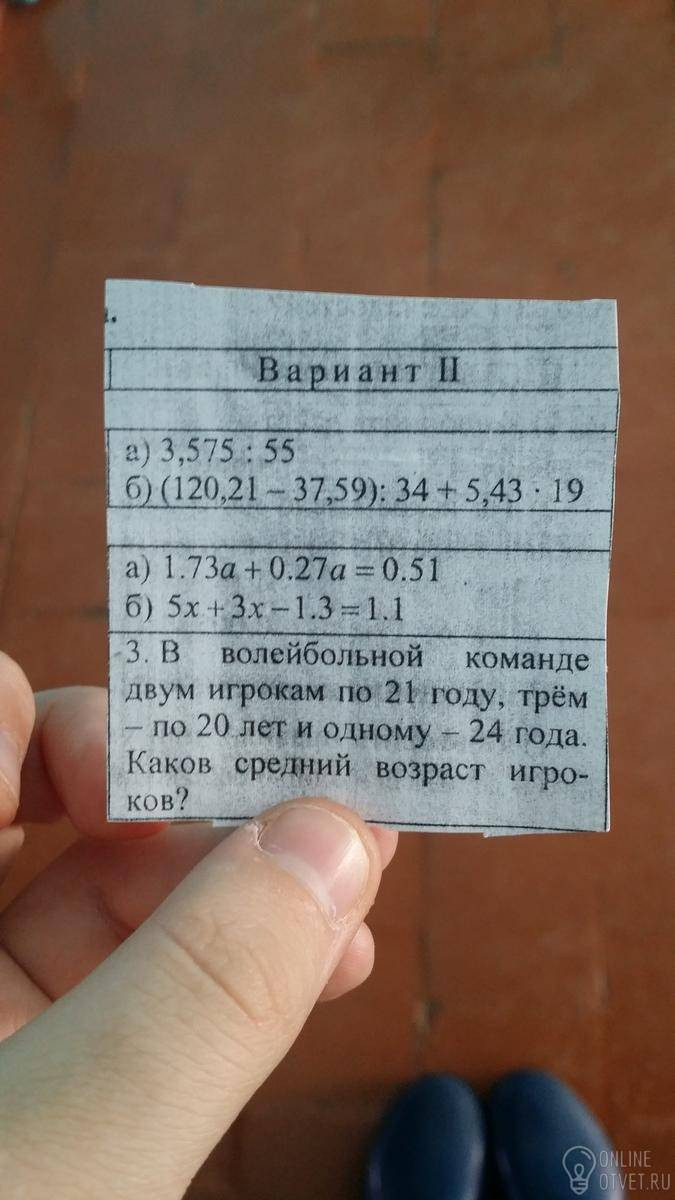 Вариант II
а) 3,575 : 55
б) (120,21 – 37,59): 34 + 5,43 · 19
а) 1.73a + 0.27a = 0.51
б) 5x + 3x – 1.3 = 1.1
3. В волейбольной команде
двум игрокам по 21 году, трём
– по 20 лет и одному – 24 года.
Каков средний возраст игро-
ков?
ONLINE
OTVET.RU